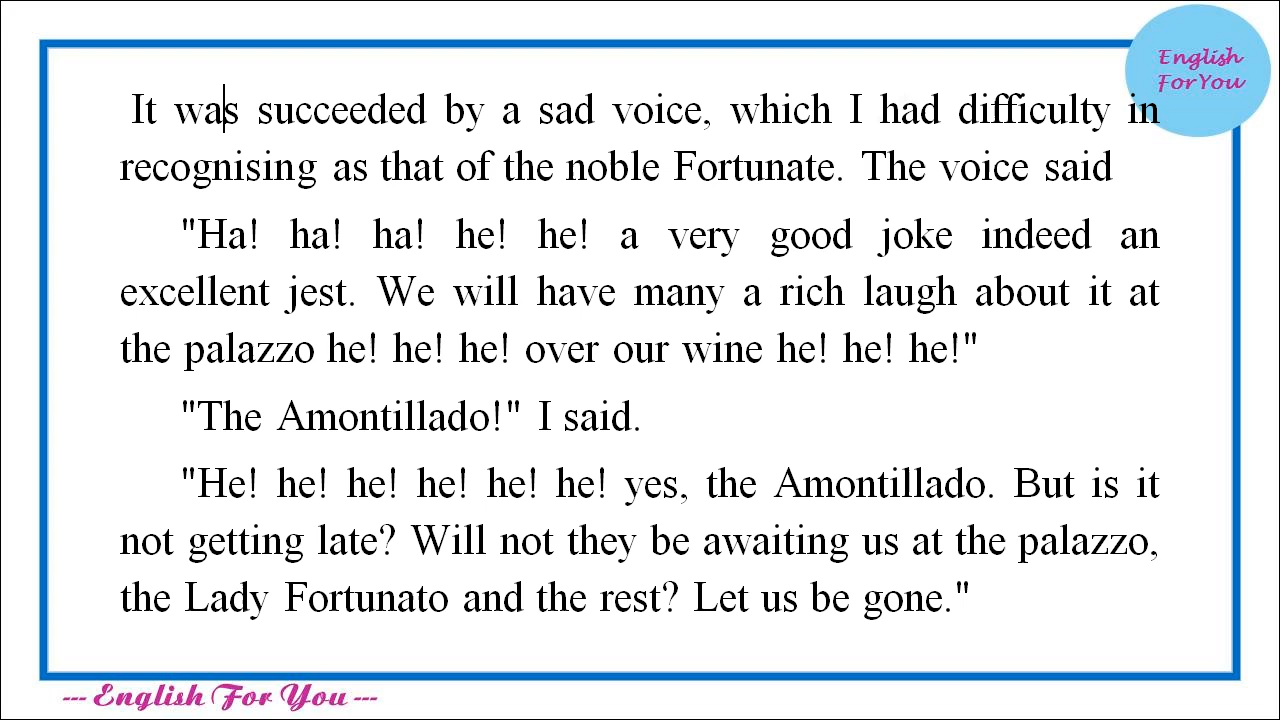 English
ForYou
It was succeeded by a sad voice, which I had difficulty in
recognising as that of the noble Fortunate. The voice said
"Ha! ha! ha! he! he! a very good joke indeed an
excellent jest. We will have many a rich laugh about it at
the palazzo he! he! he! over our wine he! he! he!"
"The Amontillado!" I said.
"He! he! he! he! he! he! yes, the Amontillado. But is it
not getting late? Will not they be awaiting us at the palazzo,
the Lady Fortunato and the rest? Let us be gone."
--- English For You ---